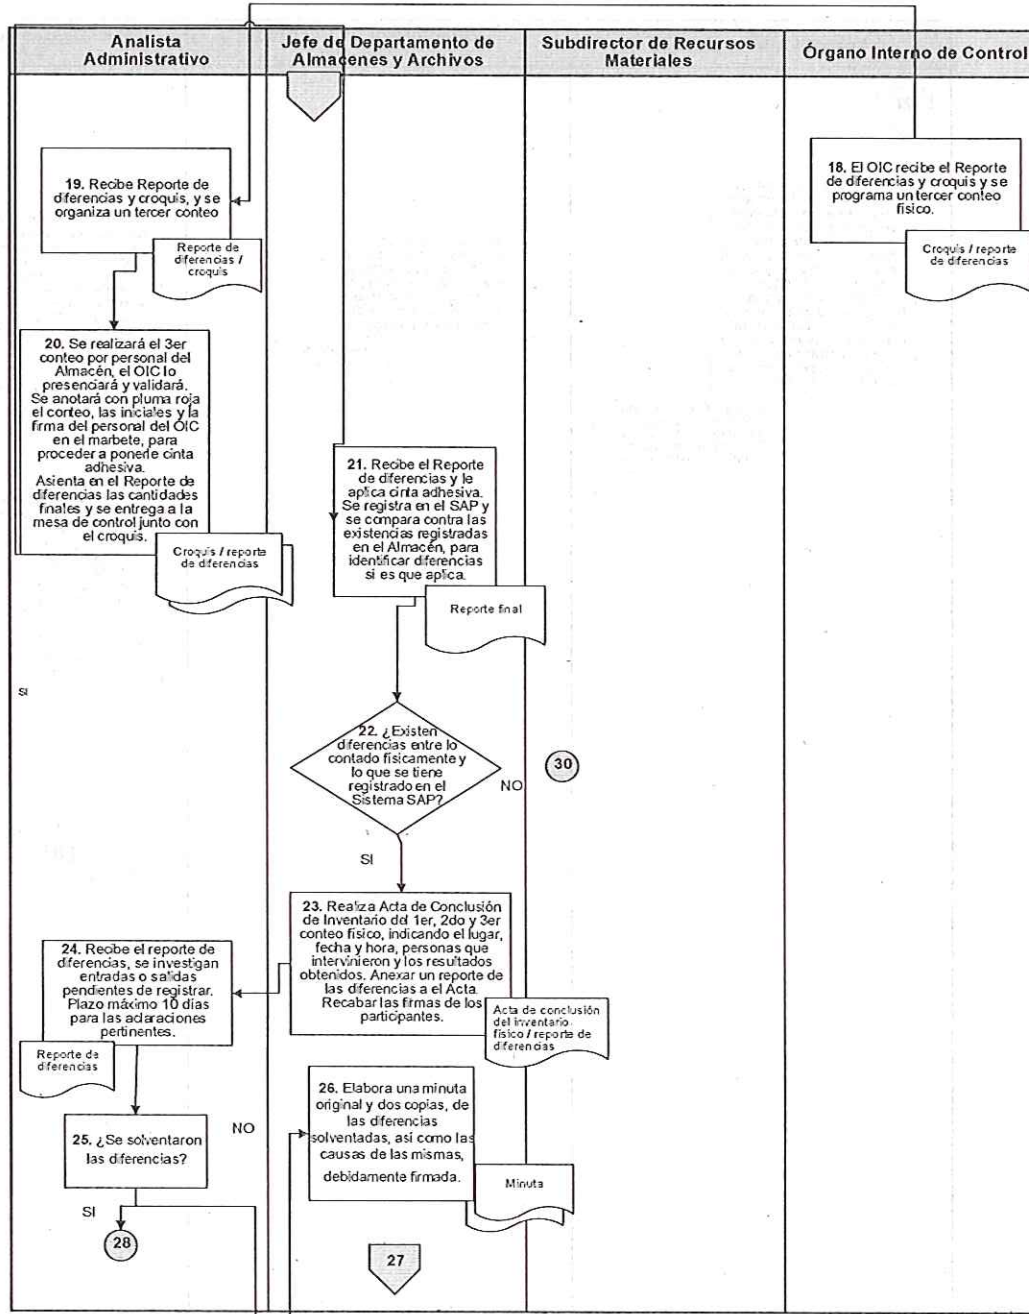 Analista
Administrativo
Jefe de Departamento de
Almacenes y Archivos
Subdirector de Recursos
Materiales
Órgano Interno de Control
18. El OIC recibe el Reporte
de diferencias y croquis y se
programa un tercer conteo
físico.
Croquis / reporte
de diferencias
19. Recibe Reporte de
diferencias y croquis, y se
organiza un tercer conteo
Reporte de
diferencias /
croquis
20. Se realizará el 3er
conteo por personal del
Almacén, el OIC lo
presenciará y validará.
Se anotará con pluma roja
el conteo, las iniciales y la
firma del personal del OIC
en el marbete, para
proceder a ponerle cinta
adhesiva.
Asienta en el Reporte de
diferencias las cantidades
finales y se entrega a la
mesa de control junto con
el croquis.
Croquis / reporte
de diferencias
21. Recibe el Reporte
de diferencias y le
aplica cinta adhesiva.
Se registra en el SAP y
se compara contra las
existencias registradas
en el Almacén, para
identificar diferencias
si es que aplica.
Reporte final
SI
22. ¿Existen
diferencias entre lo
contado físicamente y
lo que se tiene
registrado en el
Sistema SAP?
NO
30
SI
23. Realiza Acta de Conclusión
de Inventario del 1er, 2do y 3er
conteo físico, indicando el lugar,
fecha y hora, personas que
intervinieron y los resultados
obtenidos. Anexar un reporte de
las diferencias a el Acta.
Recabar las firmas de los
participantes.
Acta de conclusión
del inventario
físico / reporte de
diferencias
24. Recibe el reporte de
diferencias, se investigan
entradas o salidas
pendientes de registrar.
Plazo máximo 10 días
para las aclaraciones
pertinentes.
Reporte de
diferencias
25. ¿Se solventaron
las diferencias?
NO
SI
28
26. Elabora una minuta
original y dos copias, de
las diferencias
solventadas, así como las
causas de las mismas,
debidamente firmada.
Minuta
27